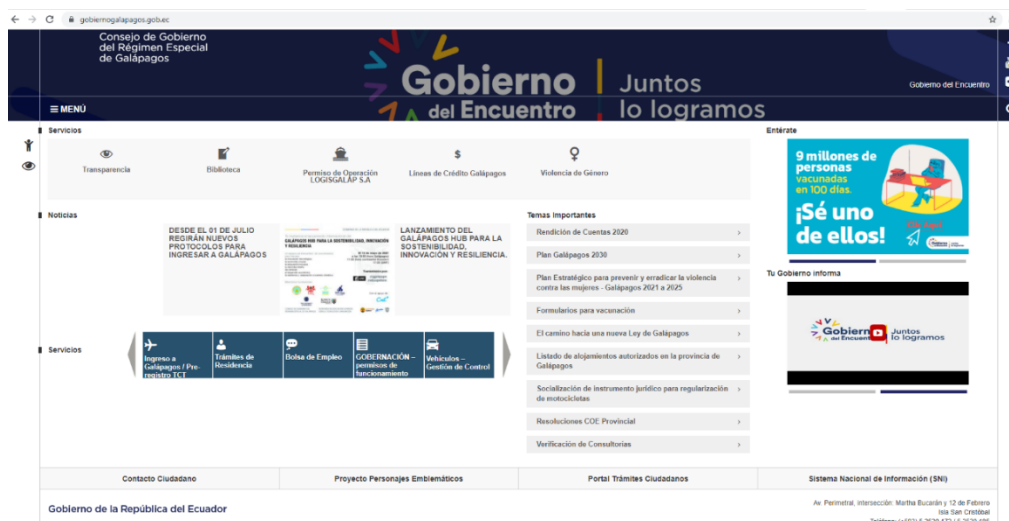 gobiernogalapagos.gob.ec
Consejo de Gobierno
del Régimen Especial
de Galápagos
Gobierno
del Encuentro
Juntos
lo logramos
Gobierno del Encuentro
MENÚ
Servicios
Transparencia
Biblioteca
Permiso de Operación
LOGISGALAP S.A
Líneas de Crédito Galápagos
Violencia de Género
Noticias
DESDE EL 01 DE JULIO
REGIRÁN NUEVOS
PROTOCOLOS PARA
INGRESAR A GALÁPAGOS
GALÁPAGOS HUB PARA LA SOSTENIBILIDAD, INNOVACIÓN
Y RESILIENCIA
LANZAMIENTO DEL
GALÁPAGOS HUB PARA LA
SOSTENIBILIDAD,
INNOVACIÓN Y RESILIENCIA.
Servicios
Ingreso a
Galápagos / Pre-
registro TCT
Trámites de
Residencia
Bolsa de Empleo
GOBERNACIÓN –
permisos de
funcionamiento
Vehículos –
Gestión de Control
Temas Importantes
Rendición de Cuentas 2020
Plan Galápagos 2030
Plan Estratégico para prevenir y erradicar la violencia
contra las mujeres - Galápagos 2021 a 2025
Formularios para vacunación
El camino hacia una nueva Ley de Galápagos
Listado de alojamientos autorizados en la provincia de
Galápagos
Socialización de instrumento jurídico para regularización
de motocicletas
Resoluciones COE Provincial
Verificación de Consultorías
Entérate
9 millones de
personas
vacunadas
en 100 días.
¡Sé uno
de ellos!
Tu Gobierno informa
Gobierno
del Encuentro
Juntos
lo logramos
Contacto Ciudadano
Proyecto Personajes Emblemáticos
Portal Trámites Ciudadanos
Sistema Nacional de Información (SNI)
Gobierno de la República del Ecuador
Av. Perimetral, intersección: Martha Bucarán y 12 de Febrero
Isla San Cristóbal